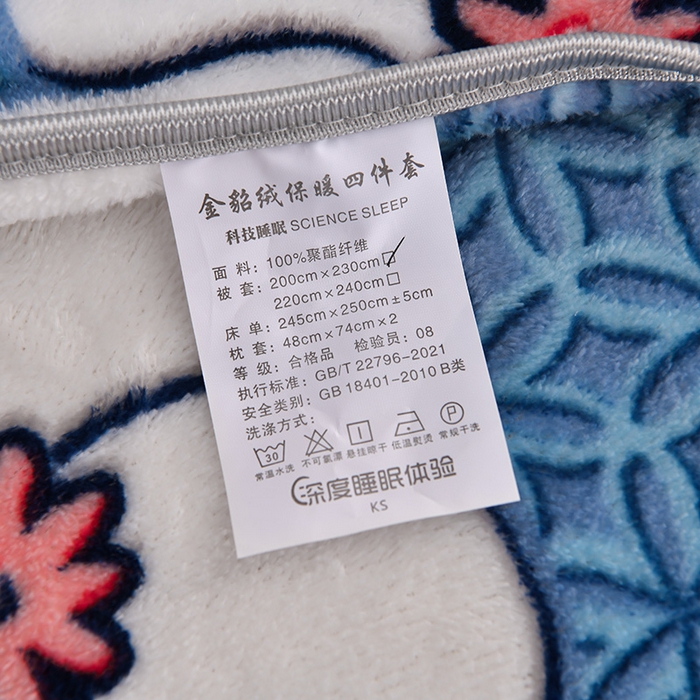 金貂绒保暖四件套
科技睡眠 SCIENCE SLEEP
面 料：100%聚酯纤维
被 套：200cm×230cm☑
220cm×240cm☐
床 单：245cm×250cm±5cm
枕 套：48cm×74cm×2
等 级：合格品 检验员：08
执行标准：GB/T 22796-2021
安全类别：GB 18401-2010 B类
洗涤方式：
30 P
常温水洗 不可氯漂 悬挂晾干 低温熨烫 常规干洗
深度睡眠体验
KS